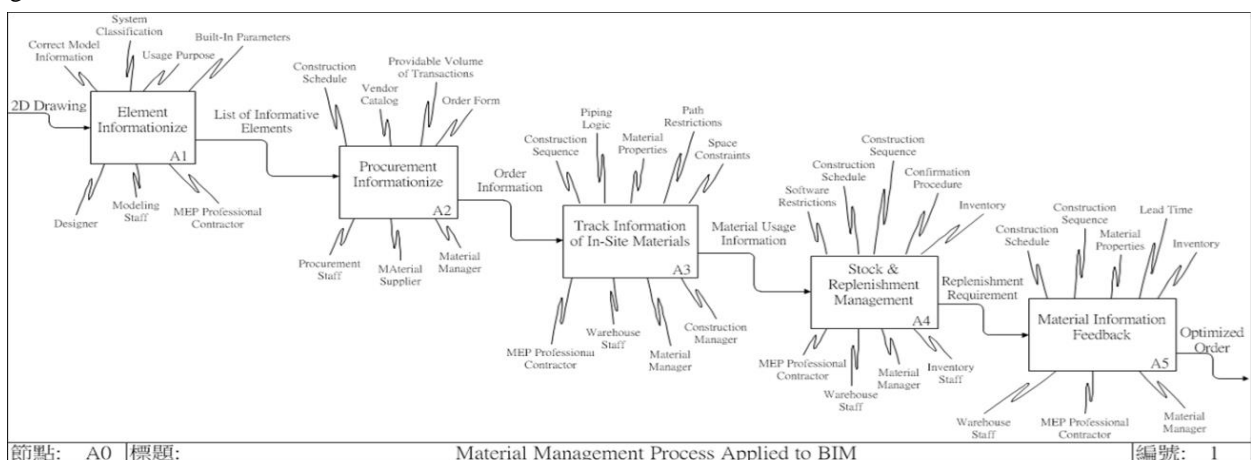 System
Classification
Built-In Parameters
Correct Model
Information
Usage Purpose
2D Drawing
Element
Informationize
A1
Designer
Modeling
Staff
MEP Professional
Contractor
List of Informative
Elements
Construction
Schedule
Vendor
Catalog
Providable Volume
of Transactions
Order Form
Procurement
Informationize
A2
Procurement
Staff
MAterial
Supplier
Material
Manager
Order
Information
Construction
Sequence
Piping
Logic
Material
Properties
Path
Restrictions
Space
Constraints
Track Information
of In-Site Materials
A3
MEP Professional
Contractor
Warehouse
Staff
Material
Manager
Construction
Manager
Material Usage
Information
Software
Restrictions
Construction
Schedule
Construction
Sequence
Confirmation
Procedure
Inventory
Stock &
Replenishment
Management
A4
MEP Professional
Contractor
Warehouse
Staff
Material
Manager
Inventory
Staff
Replenishment
Requirement
Construction
Schedule
Construction
Sequence
Material
Properties
Lead Time
Inventory
Material Information
Feedback
A5
Warehouse
Staff
MEP Professional
Contractor
Material
Manager
Optimized
Order
節點: A0 標題: Material Management Process Applied to BIM 編號: 1